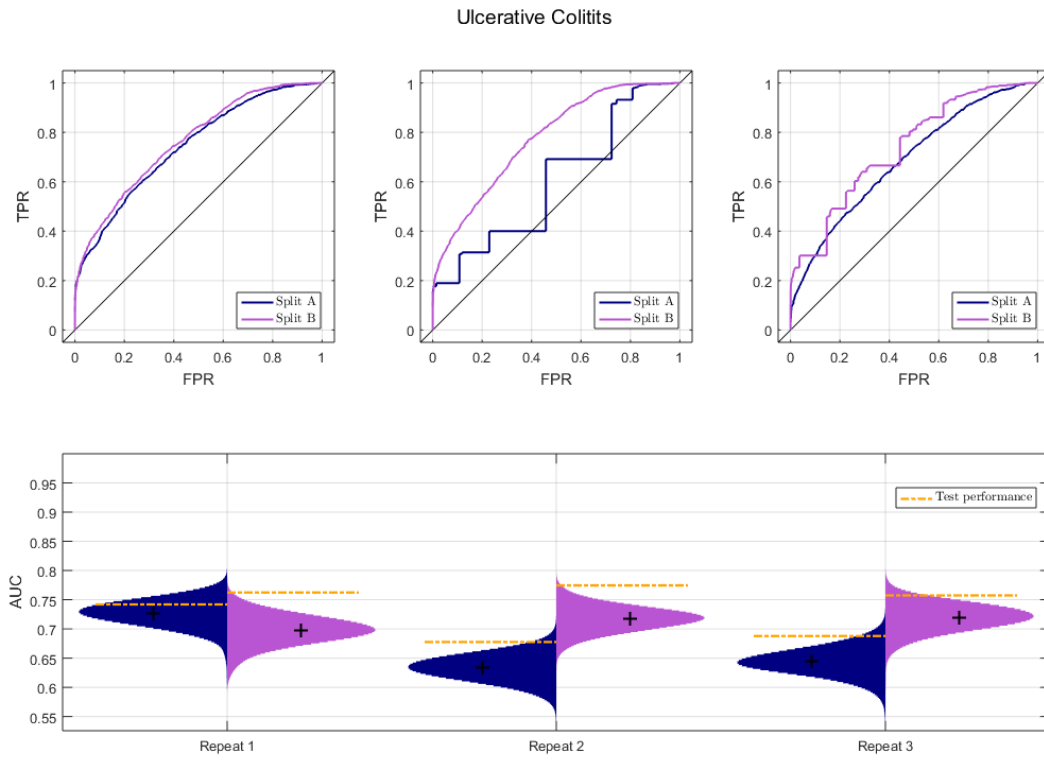 Ulcerative Colitits
1
0.8
0.6
0.4
0.2
0
TPR
0 0.2 0.4 0.6 0.8 1
FPR
Split A
Split B
1
0.8
0.6
0.4
0.2
0
TPR
0 0.2 0.4 0.6 0.8 1
FPR
Split A
Split B
1
0.8
0.6
0.4
0.2
0
TPR
0 0.2 0.4 0.6 0.8 1
FPR
Split A
Split B
0.95
0.9
0.85
0.8
0.75
0.7
0.65
0.6
0.55
AUC
Test performance
Repeat 1 Repeat 2 Repeat 3